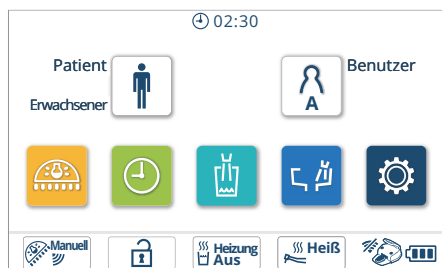 02:30
Patient
Erwachsener
A
Benutzer
Manuell
Heizung
Aus
Heiß